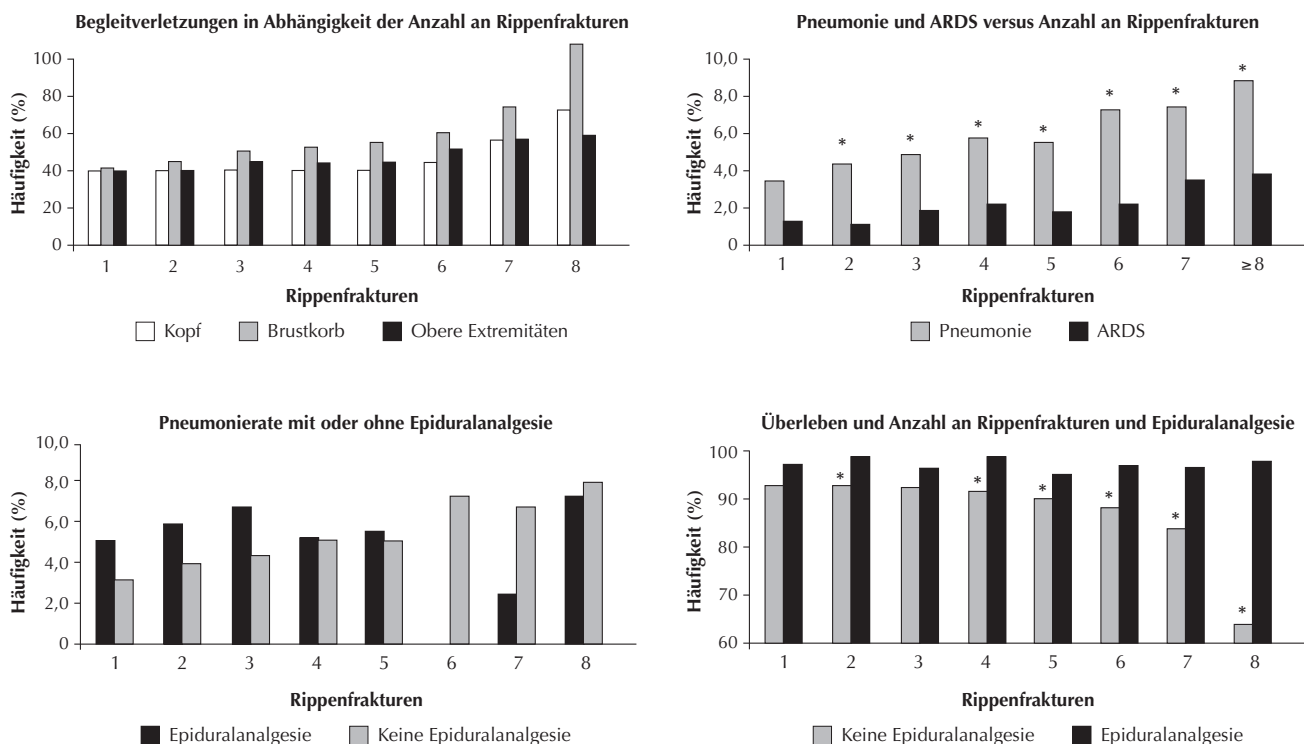 Begleitverletzungen in Abhängigkeit der Anzahl an Rippenfrakturen
Häufigkeit (%)
100
80
60
40
20
0
1 2 3 4 5 6 7 8
Rippenfrakturen
Kopf Brustkorb Obere Extremitäten
Pneumonie und ARDS versus Anzahl an Rippenfrakturen
Häufigkeit (%)
10,0
8,0
6,0
4,0
2,0
0
* * * * * * *
1 2 3 4 5 6 7 ≥8
Rippenfrakturen
Pneumonie ARDS
Pneumonierate mit oder ohne Epiduralanalgesie
Häufigkeit (%)
10,0
8,0
6,0
4,0
2,0
0
1 2 3 4 5 6 7 8
Rippenfrakturen
Epiduralanalgesie Keine Epiduralanalgesie
Überleben und Anzahl an Rippenfrakturen und Epiduralanalgesie
Häufigkeit (%)
100
90
80
70
60
* * * * * *
1 2 3 4 5 6 7 8
Rippenfrakturen
Keine Epiduralanalgesie Epiduralanalgesie